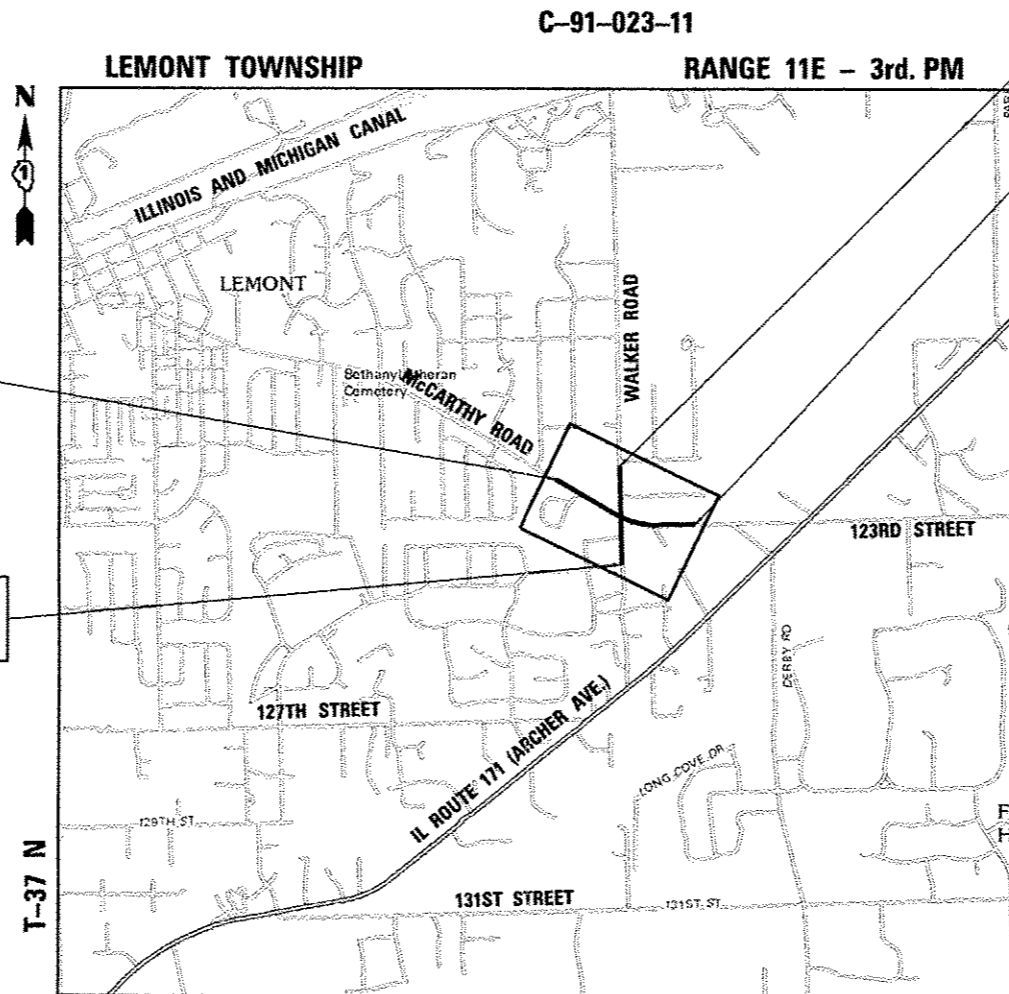 C-91-023-11
LEMONT TOWNSHIP
RANGE 11E - 3rd. PM
N
1
ILLINOIS AND MICHIGAN CANAL
LEMONT
WALKER ROAD
Bethany Lutheran
Cemetery
McCARTHY ROAD
123RD STREET
DERBY RD
127TH STREET
IL ROUTE 171 (ARCHER AVE.)
LONG COVE DR
129TH ST.
T-37 N
131ST STREET
131ST ST.